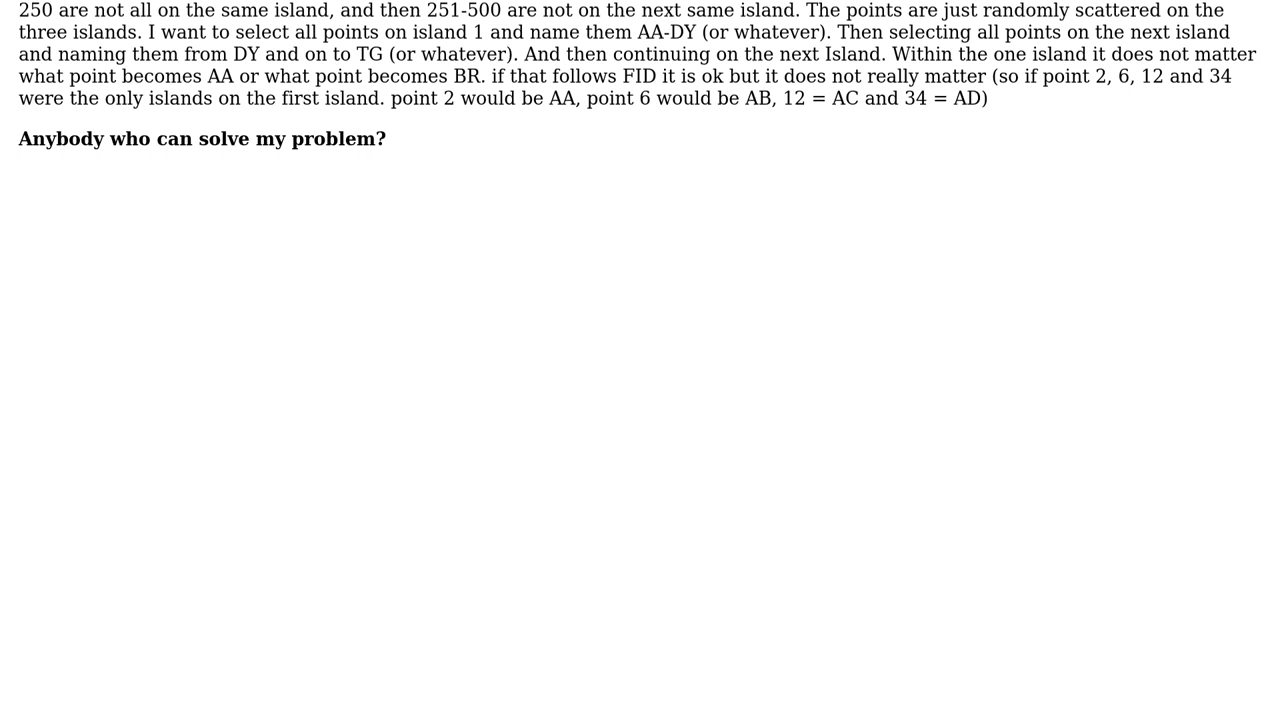 250 are not all on the same island, and then 251-500 are not on the next same island. The points are just randomly scattered on the
three islands. I want to select all points on island 1 and name them AA-DY (or whatever). Then selecting all points on the next island
and naming them from DY and on to TG (or whatever). And then continuing on the next Island. Within the one island it does not matter
what point becomes AA or what point becomes BR. if that follows FID it is ok but it does not really matter (so if point 2, 6, 12 and 34
were the only islands on the first island. point 2 would be AA, point 6 would be AB, 12 = AC and 34 = AD)
Anybody who can solve my problem?